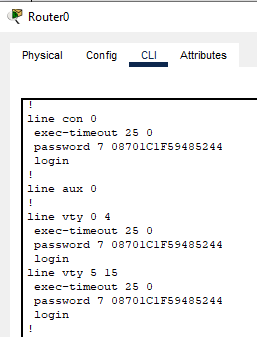 Router0
Physical Config CLI Attributes
!
line con 0
exec-timeout 25 0
password 7 08701C1F59485244
login
!
line aux 0
!
line vty 0 4
exec-timeout 25 0
password 7 08701C1F59485244
login
line vty 5 15
exec-timeout 25 0
password 7 08701C1F59485244
login
!